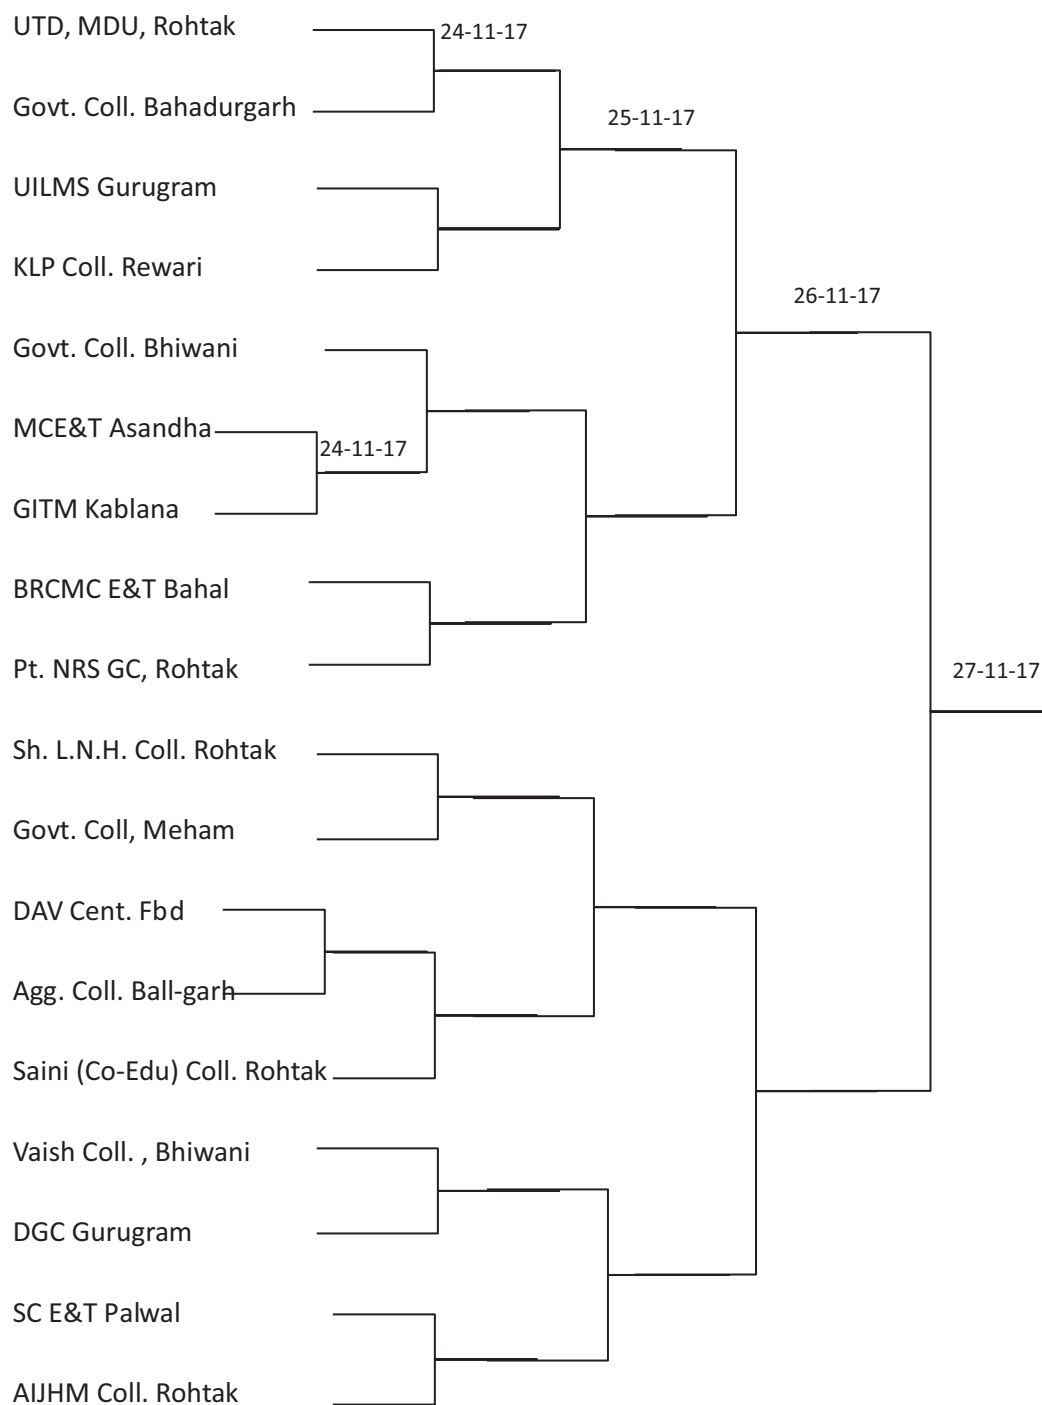 UTD, MDU, Rohtak
24-11-17
Govt. Coll. Bahadurgarh
25-11-17
UILMS Gurugram
KLP Coll. Rewari
26-11-17
Govt. Coll. Bhiwani
MCE&T Asandha
24-11-17
GITM Kablana
BRCMC E&T Bahal
Pt. NRS GC, Rohtak
27-11-17
Sh. L.N.H. Coll. Rohtak
Govt. Coll, Meham
DAV Cent. Fbd
Agg. Coll. Ball-garh
Saini (Co-Edu) Coll. Rohtak
Vaish Coll. , Bhiwani
DGC Gurugram
SC E&T Palwal
AIJHM Coll. Rohtak